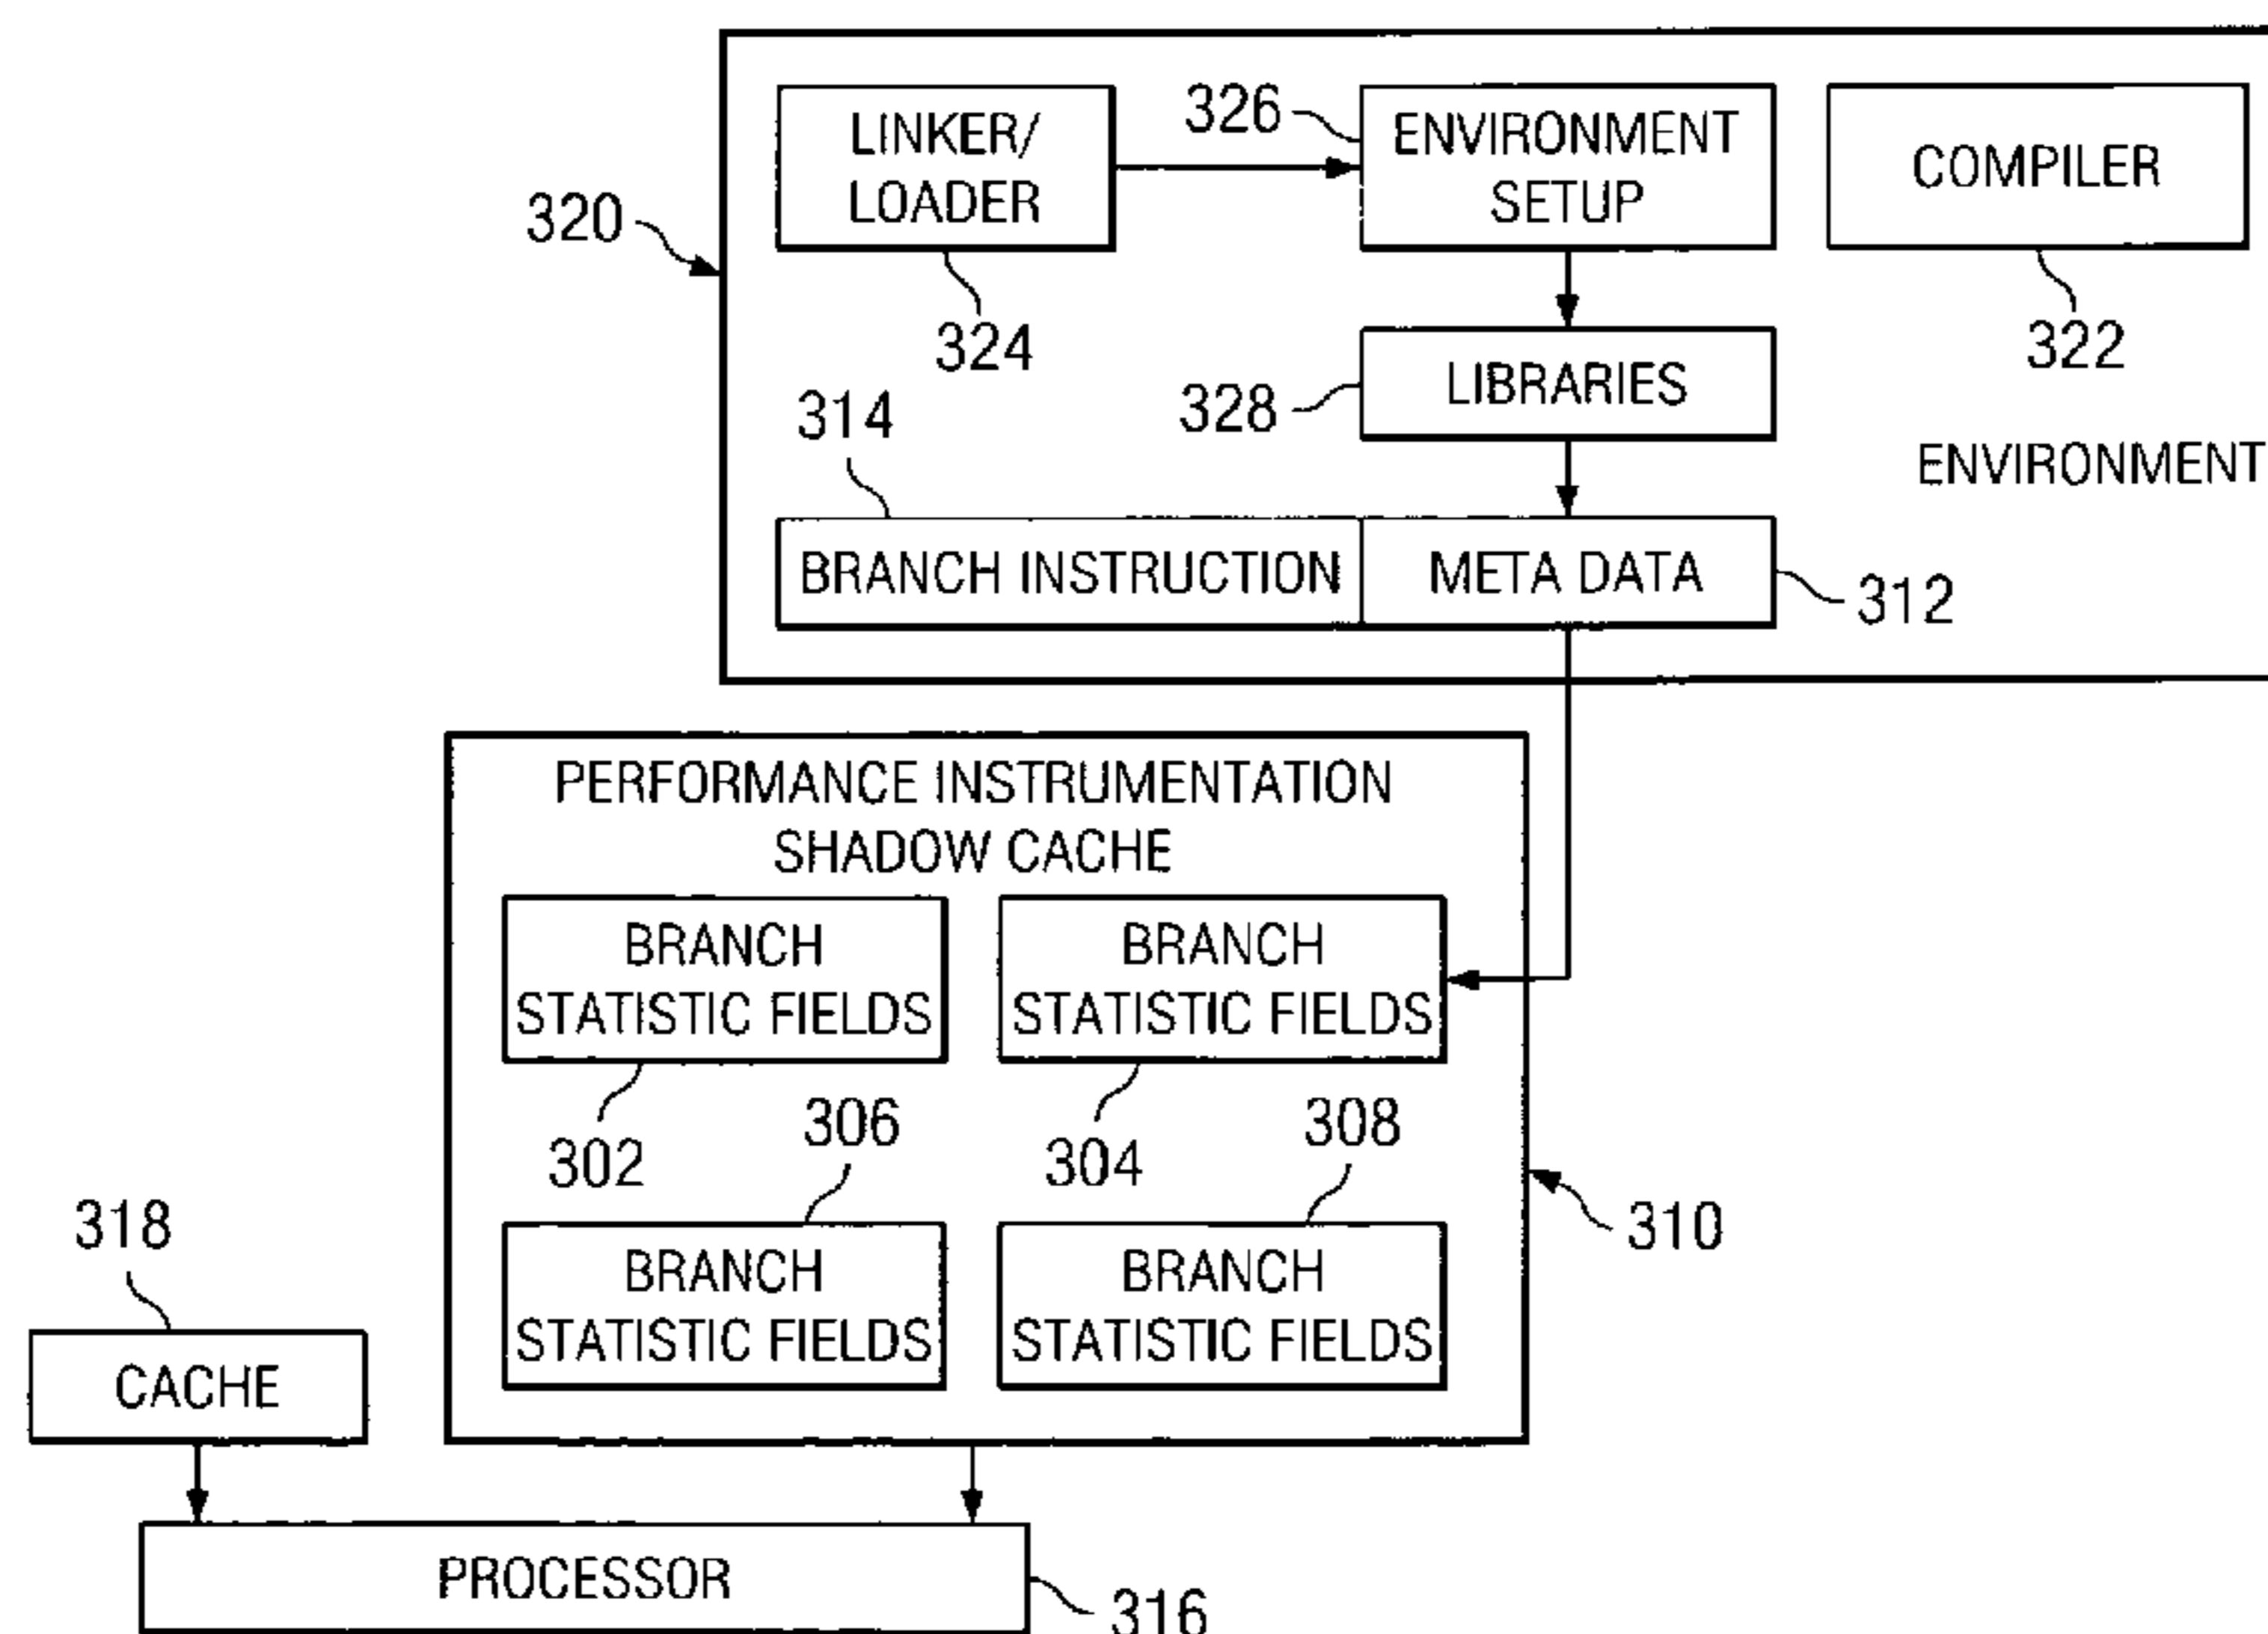 LINKER/
LOADER
326
ENVIRONMENT
SETUP
COMPILER
320
324
322
328
LIBRARIES
314
ENVIRONMENT
BRANCH INSTRUCTION
META DATA
312
PERFORMANCE INSTRUMENTATION
SHADOW CACHE
BRANCH
STATISTIC FIELDS
BRANCH
STATISTIC FIELDS
302
306
304
308
310
318
BRANCH
STATISTIC FIELDS
BRANCH
STATISTIC FIELDS
CACHE
PROCESSOR
316